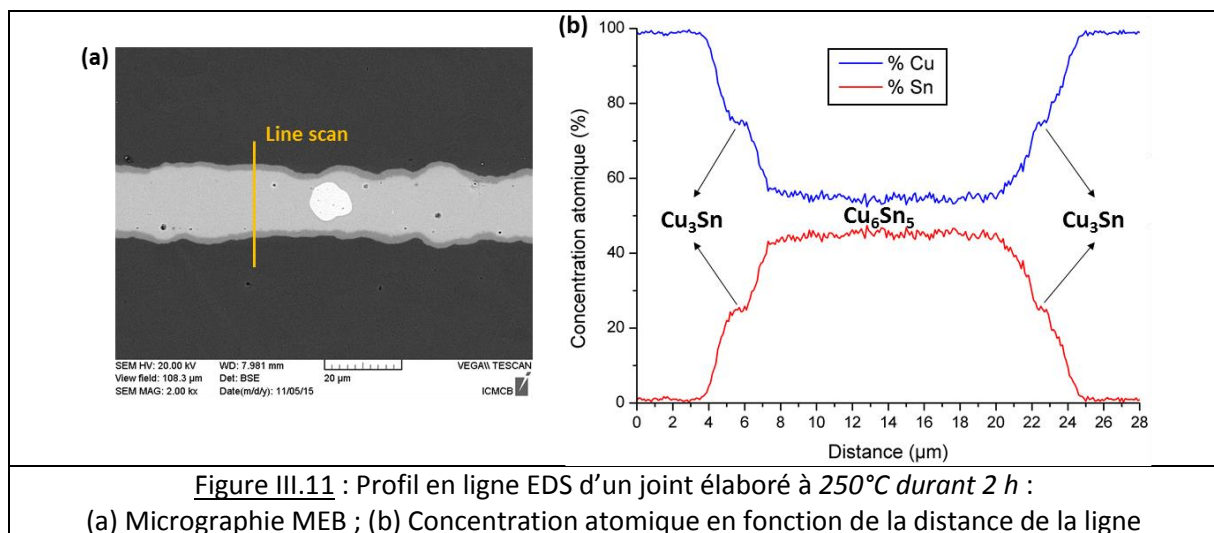 (a)
Line scan
SEM HV: 20.00 kV WD: 7.981 mm VEGA\\ TESCAN
View field: 108.3 µm Det: BSE 20 µm
SEM MAG: 2.00 kx Date(m/d/y): 11/05/15 ICMCB
(b)
% Cu
% Sn
Concentration atomique (%)
100
80
60
40
20
0
Cu₃Sn
Cu₆Sn₅
Cu₃Sn
0 2 4 6 8 10 12 14 16 18 20 22 24 26 28
Distance (µm)
Figure III.11 : Profil en ligne EDS d’un joint élaboré à 250°C durant 2 h :
(a) Micrographie MEB ; (b) Concentration atomique en fonction de la distance de la ligne